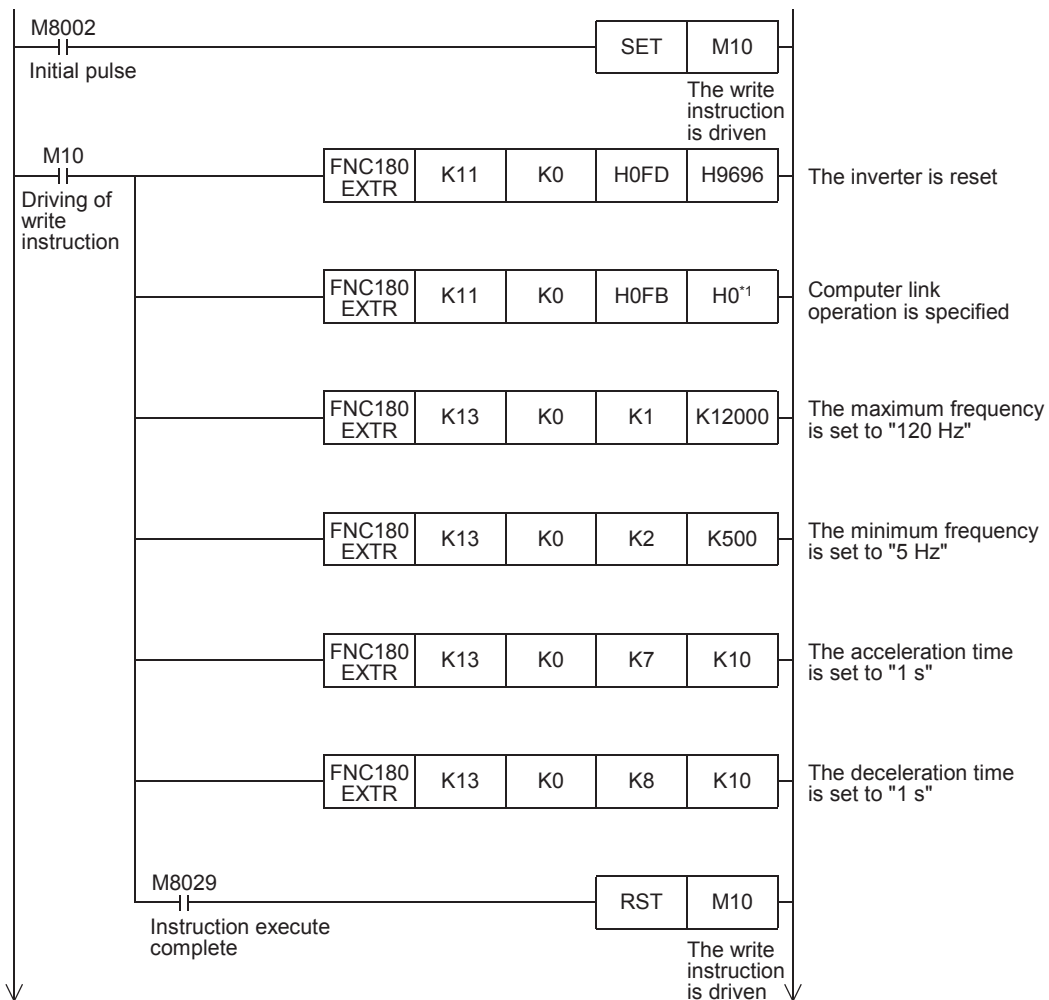 M8002
SET M10
Initial pulse
The write
instruction
is driven
M10
FNC180
EXTR K11 K0 H0FD H9696
The inverter is reset
Driving of
write
instruction
FNC180
EXTR K11 K0 H0FB H0*1
Computer link
operation is specified
FNC180
EXTR K13 K0 K1 K12000
The maximum frequency
is set to "120 Hz"
FNC180
EXTR K13 K0 K2 K500
The minimum frequency
is set to "5 Hz"
FNC180
EXTR K13 K0 K7 K10
The acceleration time
is set to "1 s"
FNC180
EXTR K13 K0 K8 K10
The deceleration time
is set to "1 s"
M8029
RST M10
Instruction execute
complete
The write
instruction
is driven